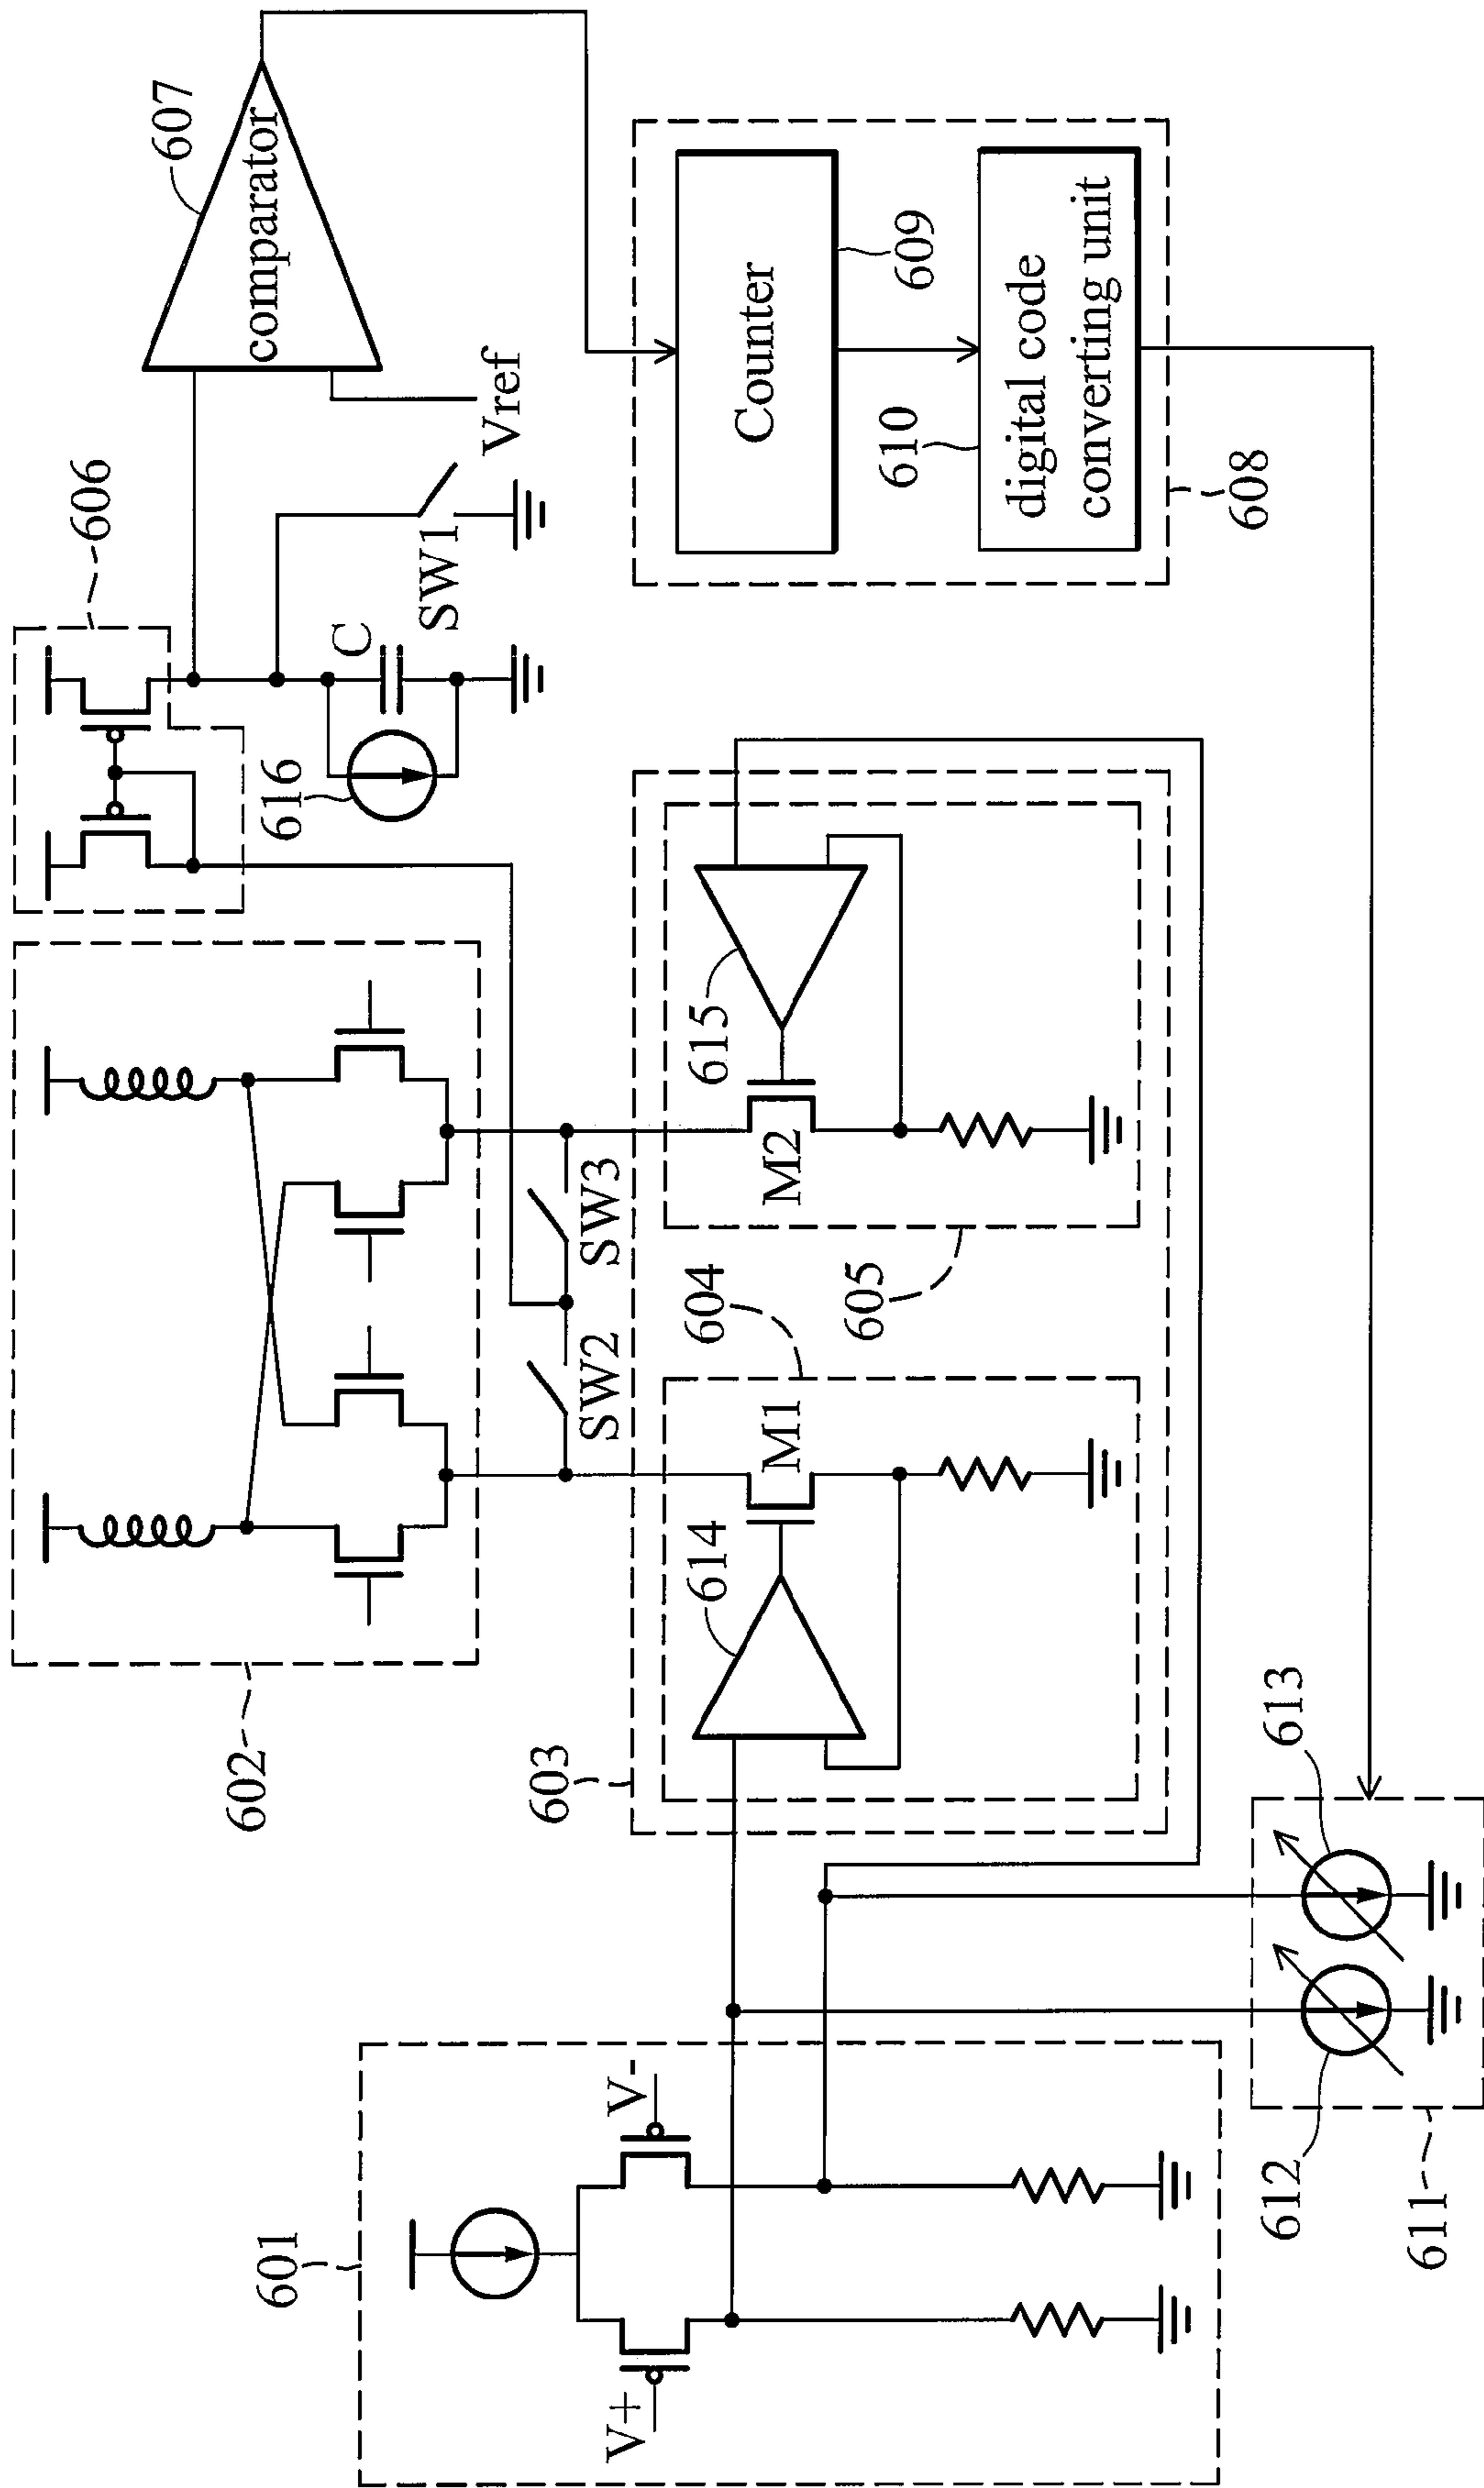 607
comparator
606
Vref
SW1
C
616
Counter
609
610
digital code
converting unit
608
602
SW3
SW2
615
M2
605
604
603
614
M1
601
V-
V+
613
612
611